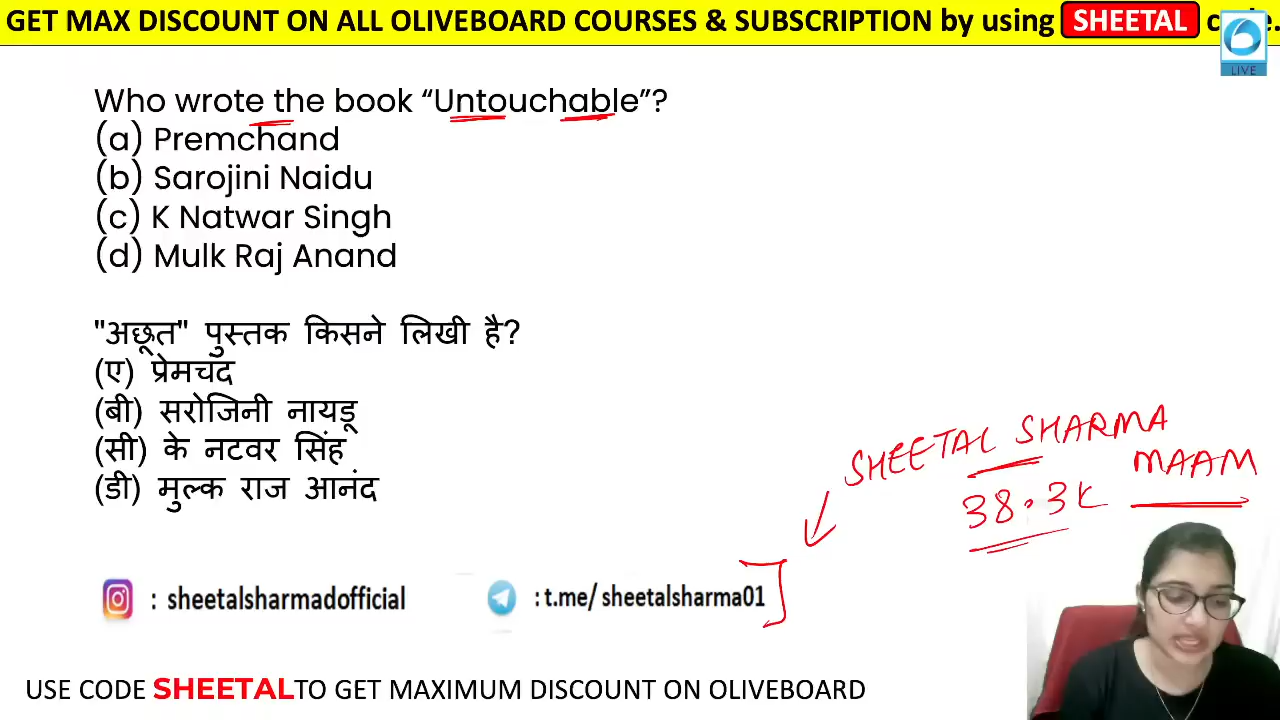 GET MAX DISCOUNT ON ALL OLIVEBOARD COURSES & SUBSCRIPTION by using SHEETAL code.
LIVE
Who wrote the book “Untouchable”?
(a) Premchand
(b) Sarojini Naidu
(c) K Natwar Singh
(d) Mulk Raj Anand
"अछूत" पुस्तक किसने लिखी है?
(ए) प्रेमचंद
(बी) सरोजिनी नायडू
(सी) के नटवर सिंह
(डी) मुल्क राज आनंद
SHEETAL SHARMA
MAAM
38.3K
: sheetalsharmadofficial
: t.me/ sheetalsharma01
USE CODE SHEETALTO GET MAXIMUM DISCOUNT ON OLIVEBOARD